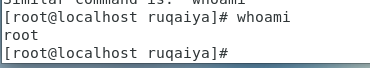 Similar command is: 'whoami'
[root@localhost ruqaiya]# whoami
root
[root@localhost ruqaiya]#